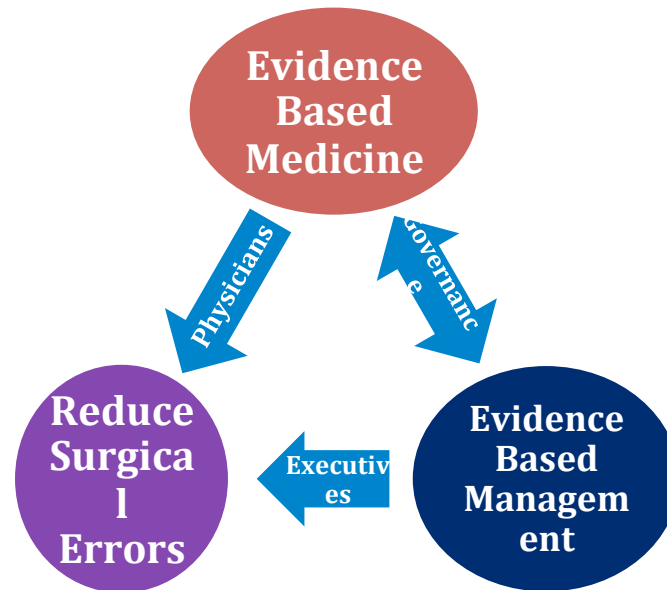 Evidence
Based
Medicine
Physicians
Governanc
e
Reduce
Surgica
l
Errors
Executiv
es
Evidence
Based
Managem
ent